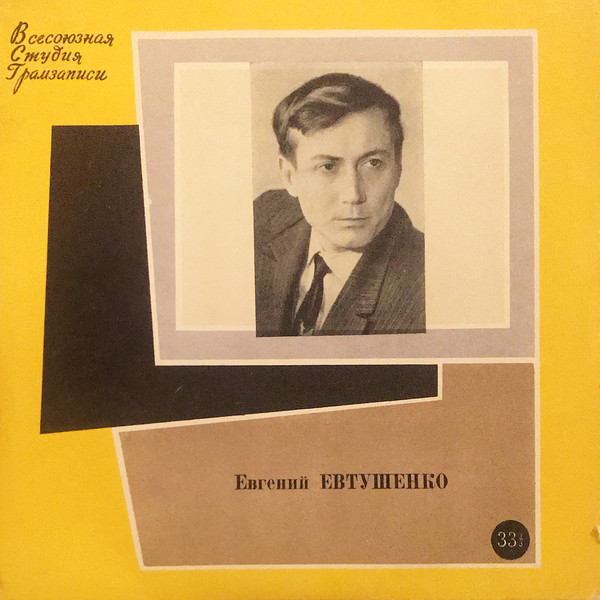 Всесоюзная
Студия
Грамзаписи
Евгений ЕВТУШЕНКО
33⅓